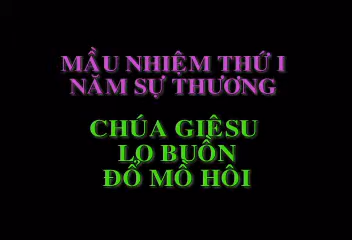 MẦU NHIỆM THỨ I
NĂM SỰ THƯƠNG
CHÚA GIÊSU
LO BUỒN
ĐỔ MỒ HÔI